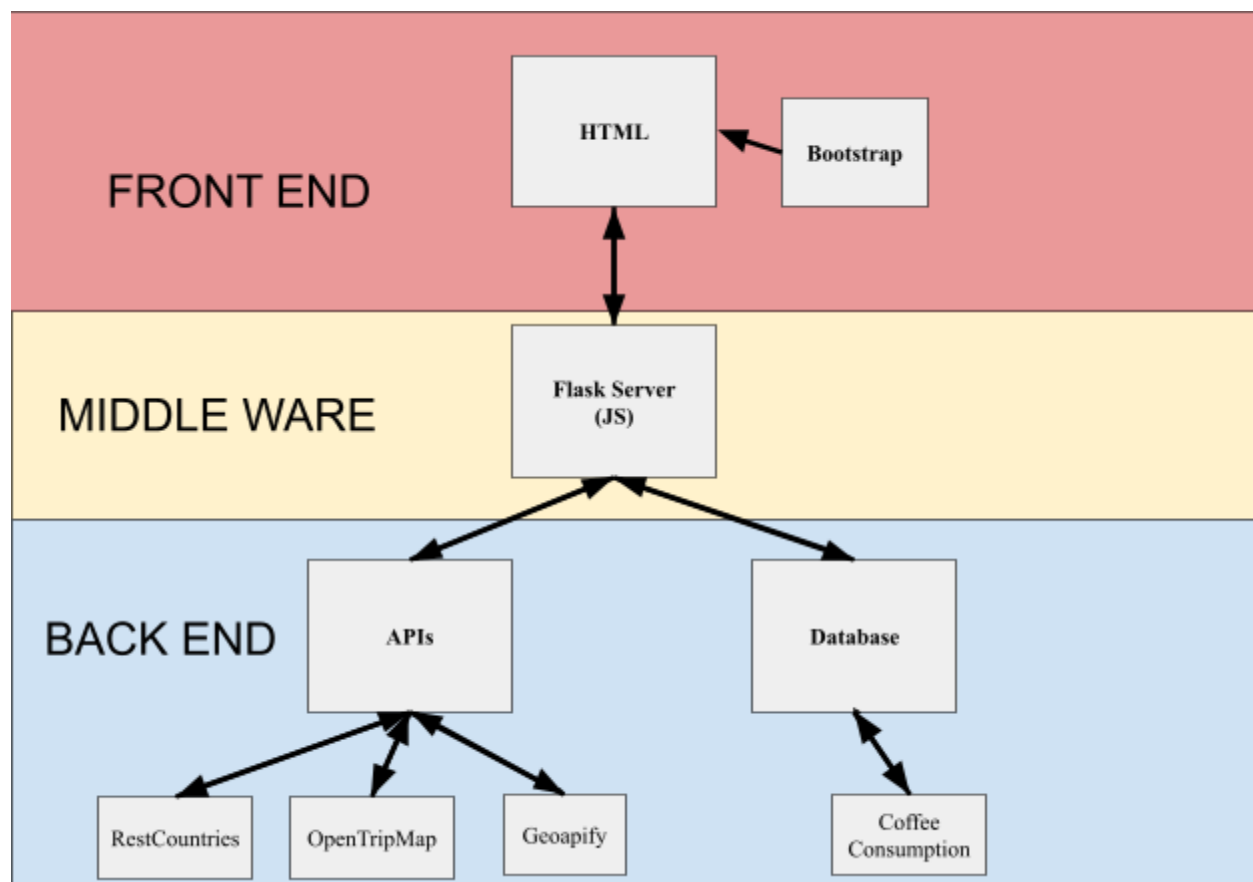 HTML
Bootstrap
FRONT END
Flask Server
(JS)
MIDDLE WARE
BACK END
APIs
Database
RestCountries
OpenTripMap
Geoapify
Coffee
Consumption